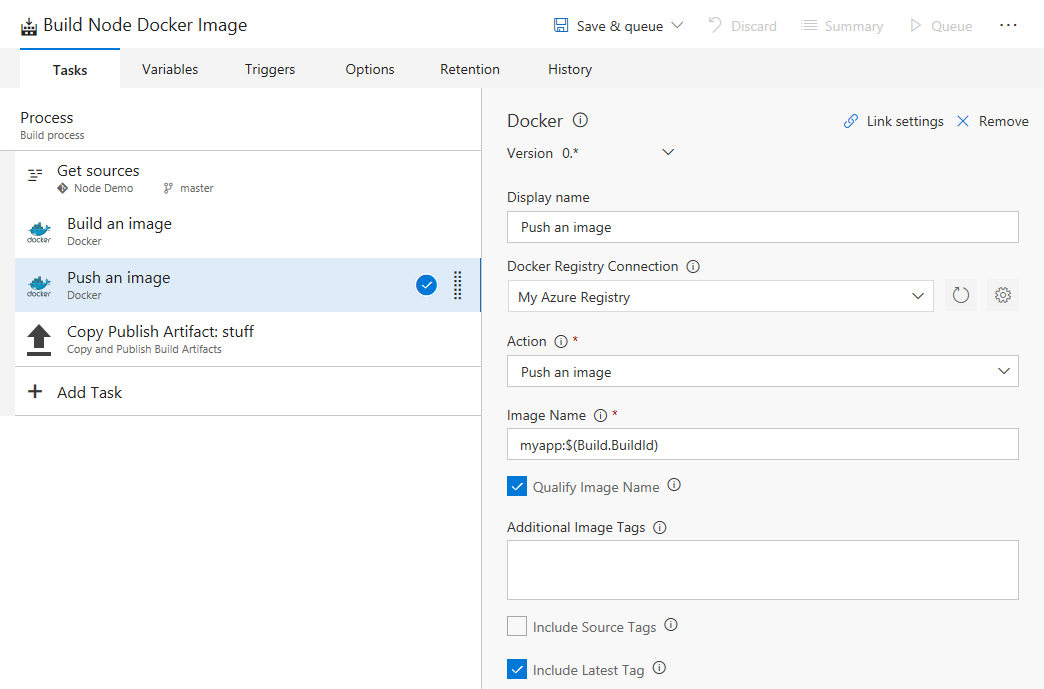 Build Node Docker Image
Save & queue
Discard
Summary
Queue
Tasks
Variables
Triggers
Options
Retention
History
Process
Build process
Get sources
Node Demo
master
docker
Build an image
Docker
docker
Push an image
Docker
Copy Publish Artifact: stuff
Copy and Publish Build Artifacts
Add Task
Docker
Link settings
Remove
Version 0.*
Display name
Push an image
Docker Registry Connection
My Azure Registry
Action *
Push an image
Image Name *
myapp:$(Build.BuildId)
Qualify Image Name
Additional Image Tags
Include Source Tags
Include Latest Tag